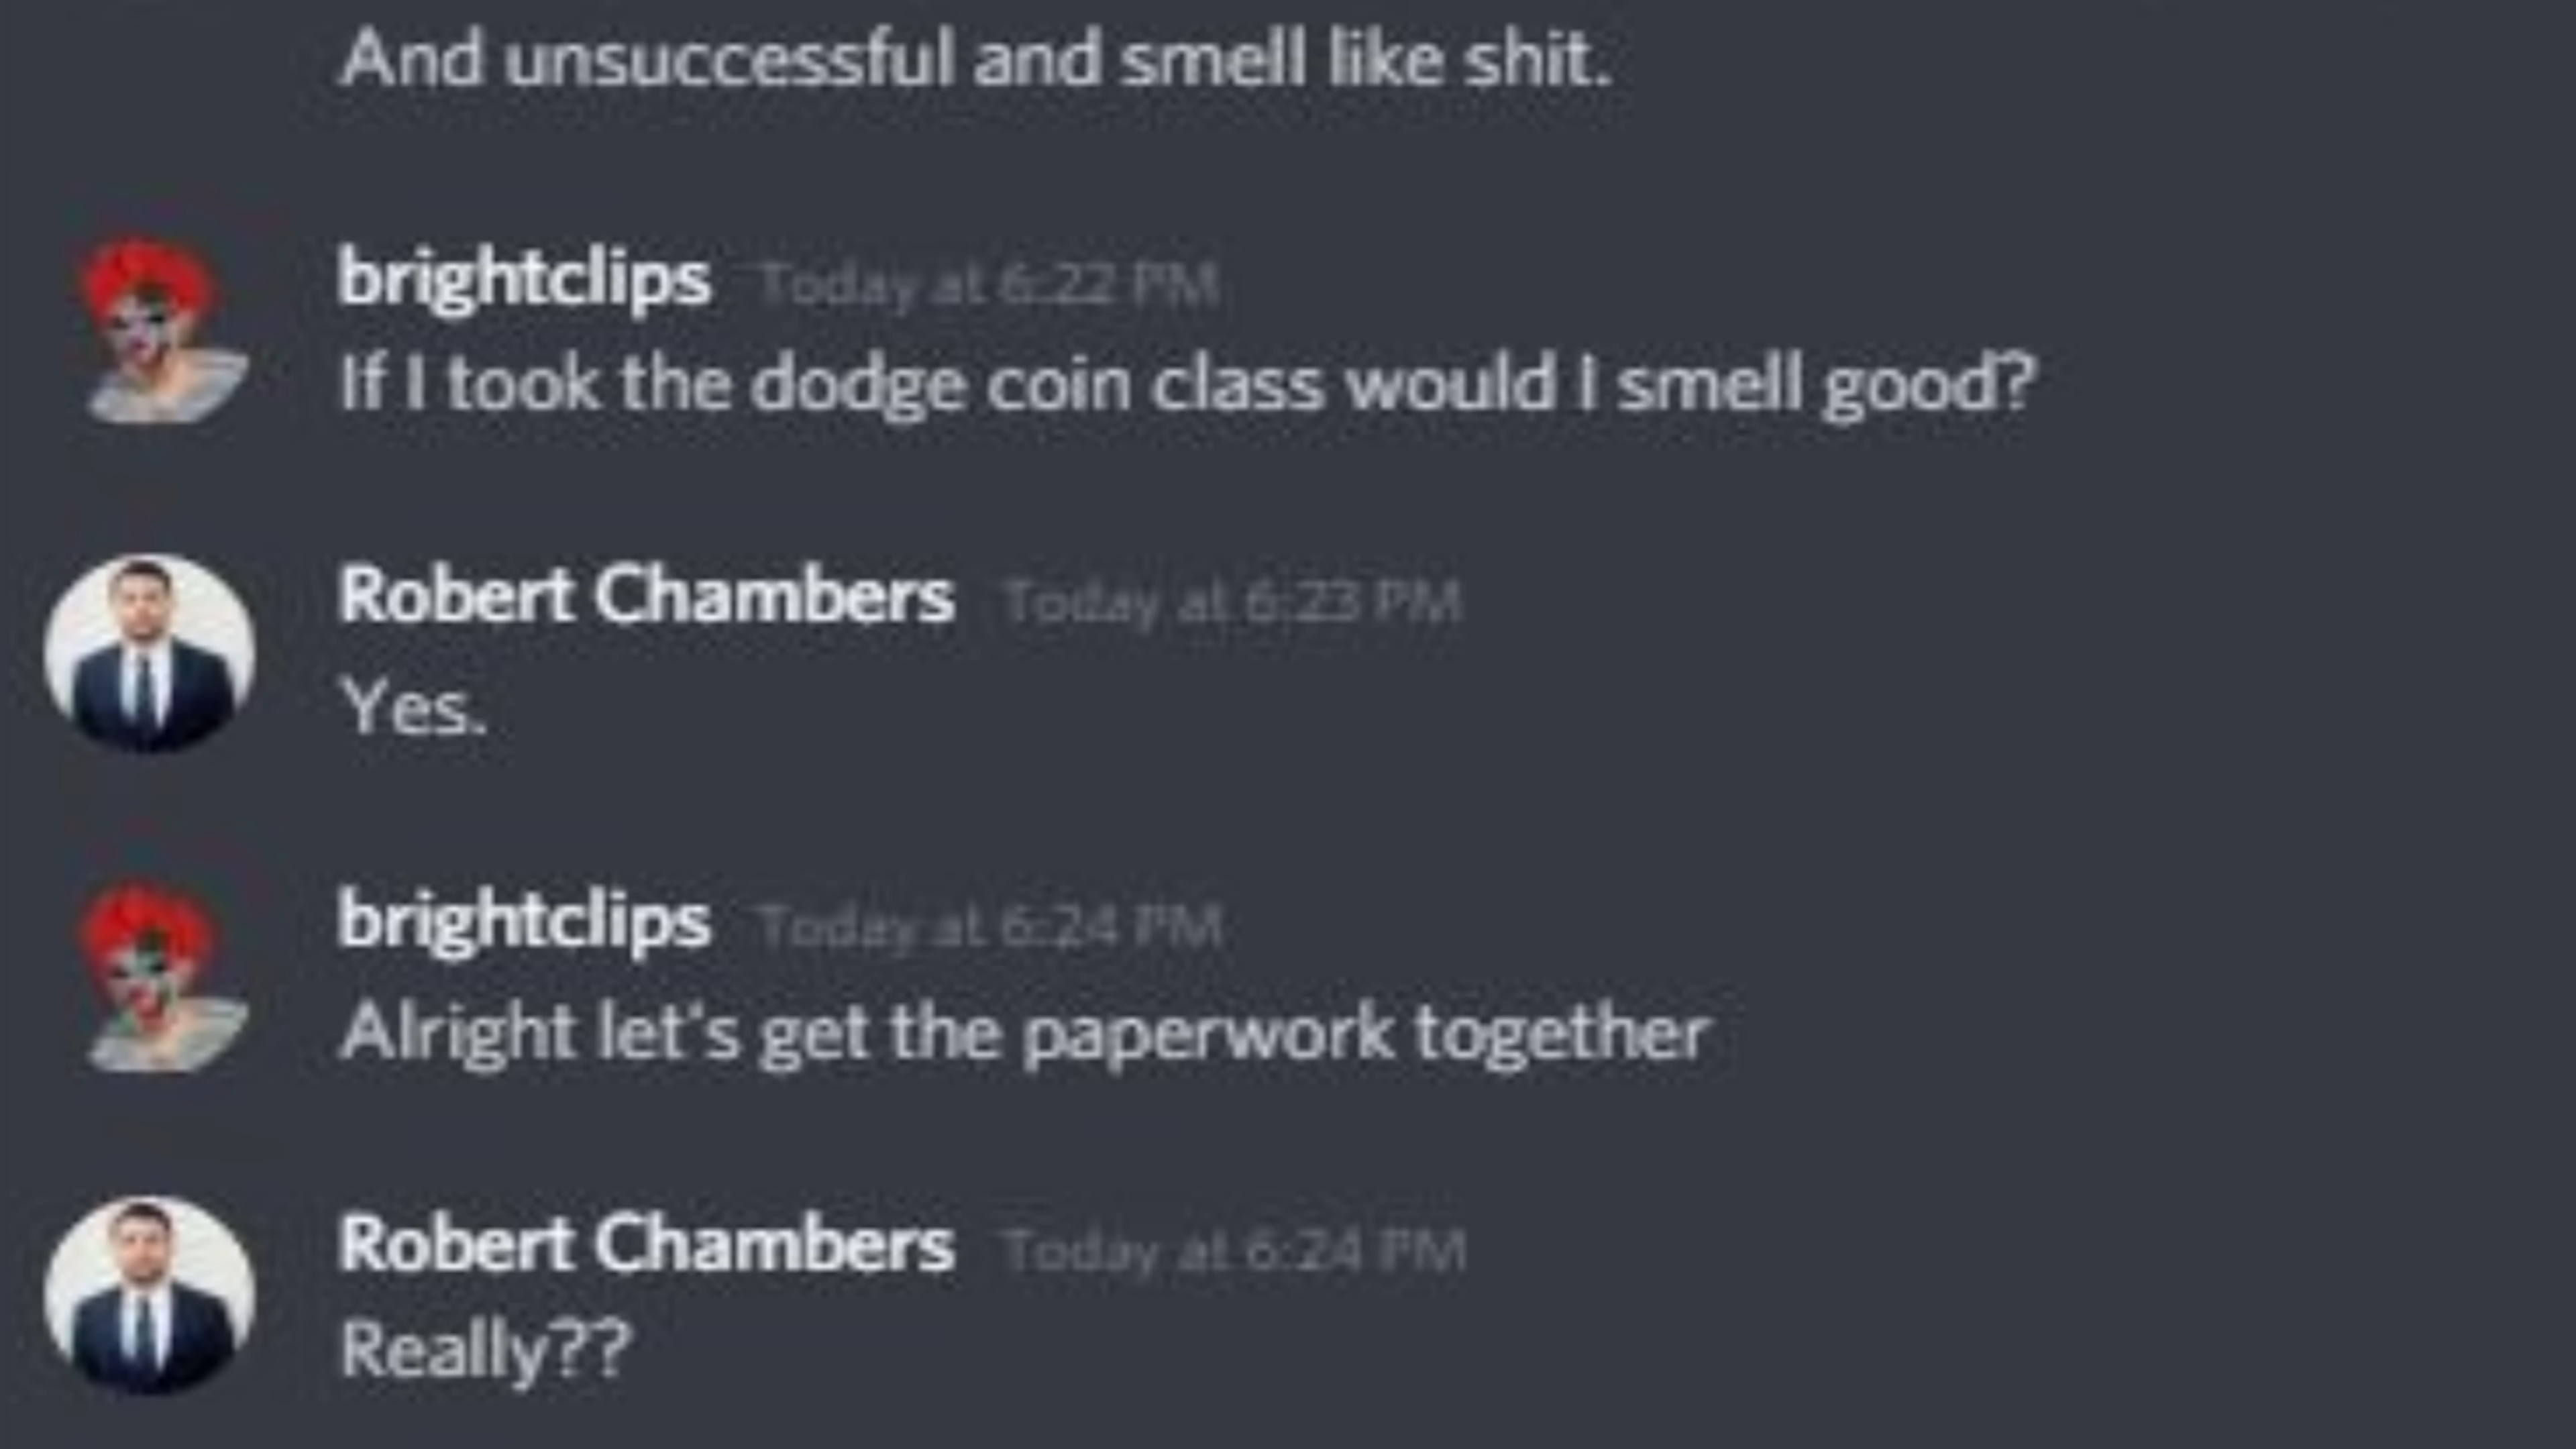 And unsuccessful and smell like shit.
brightclips Today at 6:22 PM
If I took the dodge coin class would I smell good?
Robert Chambers Today at 6:23 PM
Yes.
brightclips Today at 6:24 PM
Alright let's get the paperwork together
Robert Chambers Today at 6:24 PM
Really??